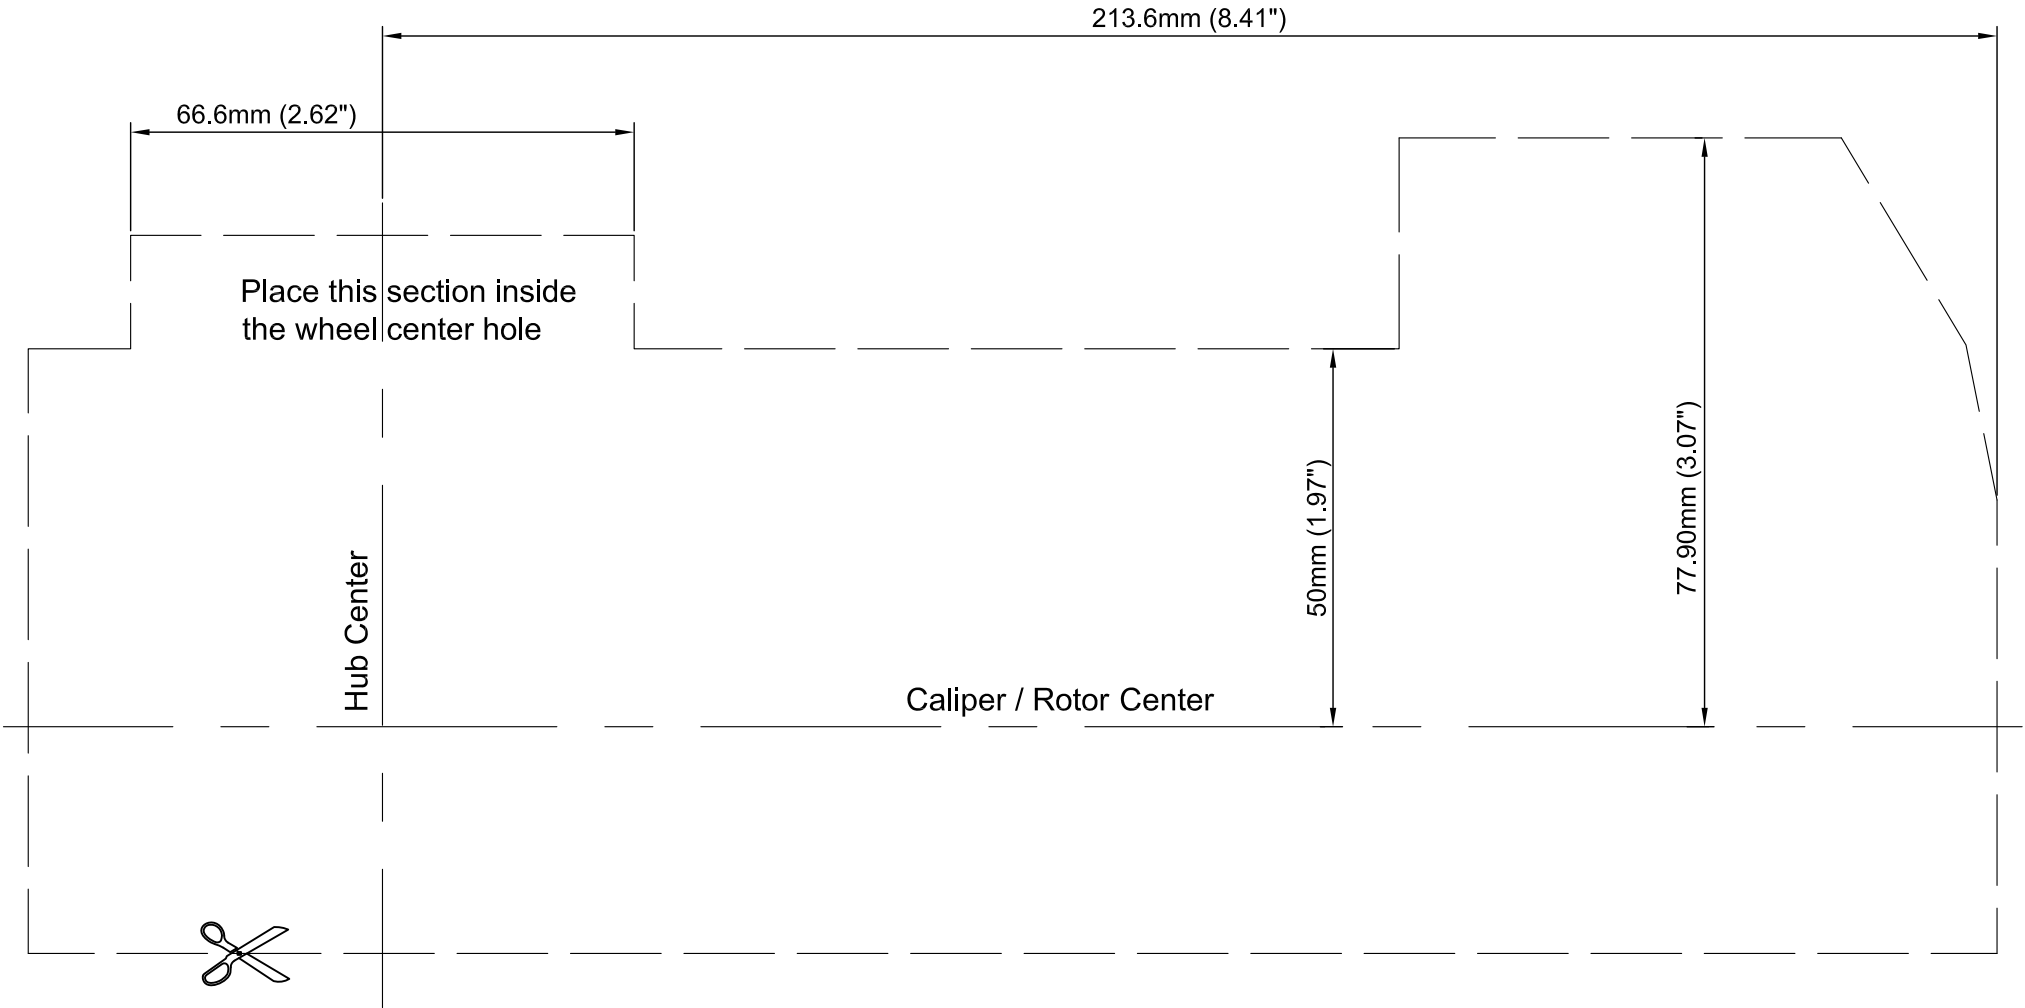 213.6mm (8.41")
66.6mm (2.62")
Place this section inside
the wheel center hole
50mm (1.97")
77.90mm (3.07")
Hub Center
Caliper / Rotor Center